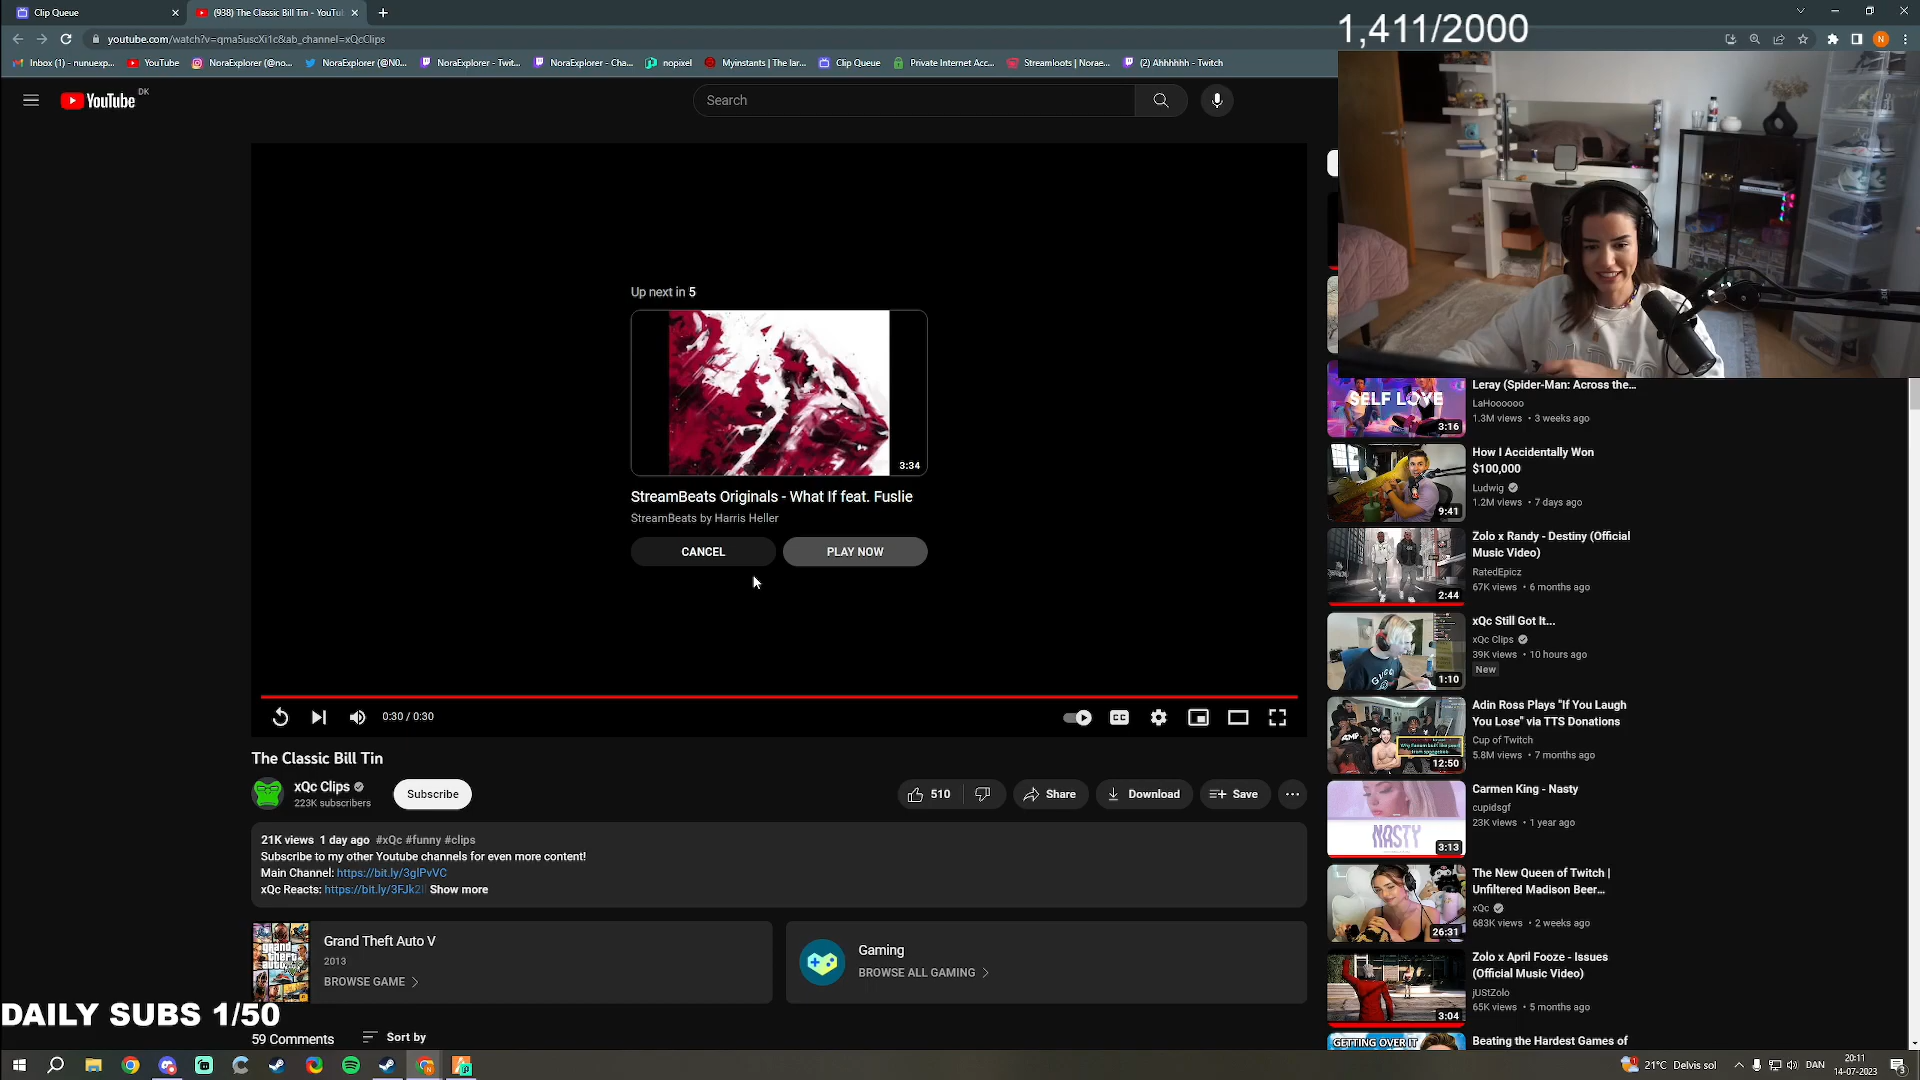 Clip Queue
(938) The Classic Bill Tin - YouTu
youtube.com/watch?v=qma5uscXi1c&ab_channel=xQcClips
Inbox (1) - nunuexp...
YouTube
NoraExplorer (@no...
NoraExplorer (@N0...
NoraExplorer - Twit...
NoraExplorer - Cha...
nopixel
Myinstants | The lar...
Clip Queue
Private Internet Acc...
Streamloots | Norae...
(2) Ahhhhhh - Twitch
1,411/2000
YouTube DK
Search
Up next in 5
3:34
StreamBeats Originals - What If feat. Fuslie
StreamBeats by Harris Heller
CANCEL
PLAY NOW
0:30 / 0:30
The Classic Bill Tin
xQc Clips
223K subscribers
Subscribe
510
Share
Download
Save
21K views 1 day ago #xQc #funny #clips
Subscribe to my other Youtube channels for even more content!
Main Channel: https://bit.ly/3glPvVC
xQc Reacts: https://bit.ly/3FJk2 Show more
Grand Theft Auto V
2013
BROWSE GAME
Gaming
BROWSE ALL GAMING
DAILY SUBS 1/50
59 Comments
Sort by
SELF LOVE
3:16
Leray (Spider-Man: Across the...
LaHoooooo
1.3M views • 3 weeks ago
9:41
How I Accidentally Won
$100,000
Ludwig
1.2M views • 7 days ago
2:44
Zolo x Randy - Destiny (Official
Music Video)
RatedEpicz
67K views • 6 months ago
GUCCI
1:10
xQc Still Got It...
xQc Clips
39K views • 10 hours ago
New
12:50
Adin Ross Plays "If You Laugh
You Lose" via TTS Donations
Cup of Twitch
5.8M views • 7 months ago
NASTY
3:13
Carmen King - Nasty
cupidsgf
23K views • 1 year ago
26:31
The New Queen of Twitch |
Unfiltered Madison Beer...
xQc
683K views • 2 weeks ago
3:04
Zolo x April Fooze - Issues
(Official Music Video)
jUStZolo
65K views • 5 months ago
GETTING OVER IT
Beating the Hardest Games of
21°C Delvis sol
DAN
20:11
14-07-2023
3